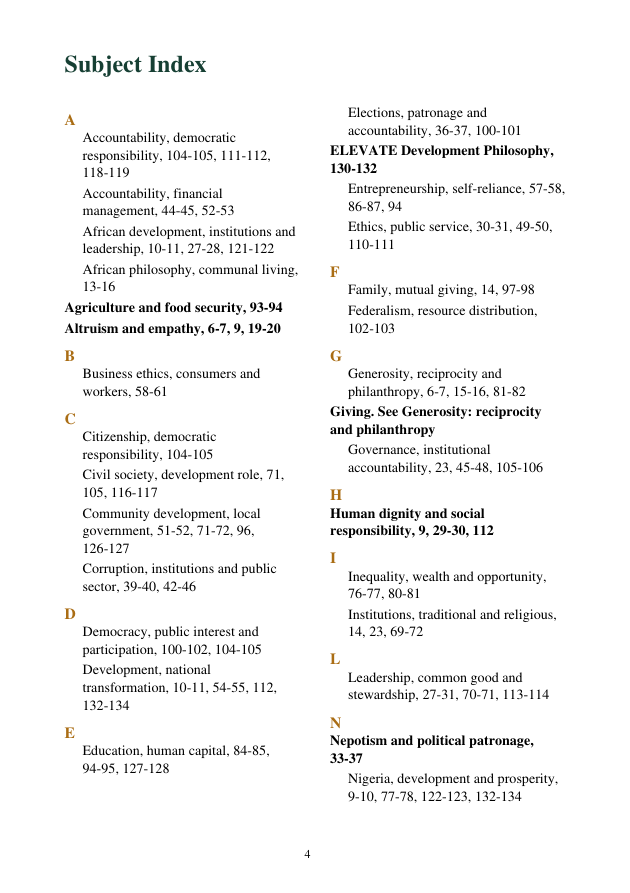 Subject Index
A
Accountability, democratic
responsibility, 104-105, 111-112,
118-119
Accountability, financial
management, 44-45, 52-53
African development, institutions and
leadership, 10-11, 27-28, 121-122
African philosophy, communal living,
13-16
Agriculture and food security, 93-94
Altruism and empathy, 6-7, 9, 19-20
B
Business ethics, consumers and
workers, 58-61
C
Citizenship, democratic
responsibility, 104-105
Civil society, development role, 71,
105, 116-117
Community development, local
government, 51-52, 71-72, 96,
126-127
Corruption, institutions and public
sector, 39-40, 42-46
D
Democracy, public interest and
participation, 100-102, 104-105
Development, national
transformation, 10-11, 54-55, 112,
132-134
E
Education, human capital, 84-85,
94-95, 127-128
Elections, patronage and
accountability, 36-37, 100-101
ELEVATE Development Philosophy,
130-132
Entrepreneurship, self-reliance, 57-58,
86-87, 94
Ethics, public service, 30-31, 49-50,
110-111
F
Family, mutual giving, 14, 97-98
Federalism, resource distribution,
102-103
G
Generosity, reciprocity and
philanthropy, 6-7, 15-16, 81-82
Giving. See Generosity: reciprocity
and philanthropy
Governance, institutional
accountability, 23, 45-48, 105-106
H
Human dignity and social
responsibility, 9, 29-30, 112
I
Inequality, wealth and opportunity,
76-77, 80-81
Institutions, traditional and religious,
14, 23, 69-72
L
Leadership, common good and
stewardship, 27-31, 70-71, 113-114
N
Nepotism and political patronage,
33-37
Nigeria, development and prosperity,
9-10, 77-78, 122-123, 132-134
4